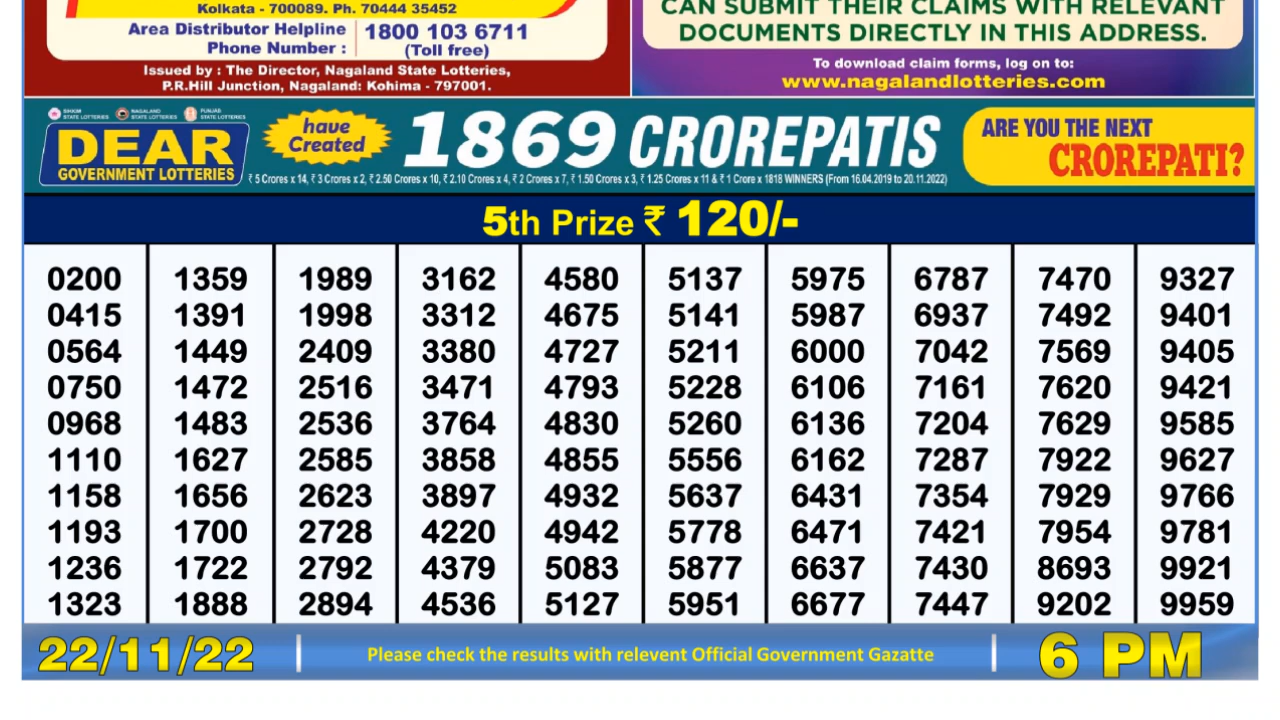 Kolkata - 700089. Ph. 70444 35452
Area Distributor Helpline
Phone Number :
1800 103 6711
(Toll free)
Issued by : The Director, Nagaland State Lotteries,
P.R.Hill Junction, Nagaland: Kohima - 797001.
CAN SUBMIT THEIR CLAIMS WITH RELEVANT
DOCUMENTS DIRECTLY IN THIS ADDRESS.
To download claim forms, log on to:
www.nagalandlotteries.com
SIKKIM
STATE LOTTERIES
NAGALAND
STATE LOTTERIES
PUNJAB
STATE LOTTERIES
DEAR
GOVERNMENT LOTTERIES
have
Created
1869 CROREPATIS
₹ 5 Crores x 14, ₹ 3 Crores x 2, ₹ 2.50 Crores x 10, ₹ 2.10 Crores x 4, ₹ 2 Crores x 7, ₹ 1.50 Crores x 3, ₹ 1.25 Crores x 11 & ₹ 1 Crore x 1818 WINNERS (From 16.04.2019 to 20.11.2022)
ARE YOU THE NEXT
CROREPATI?
5th Prize ₹ 120/-
0200 1359 1989 3162 4580 5137 5975 6787 7470 9327
0415 1391 1998 3312 4675 5141 5987 6937 7492 9401
0564 1449 2409 3380 4727 5211 6000 7042 7569 9405
0750 1472 2516 3471 4793 5228 6106 7161 7620 9421
0968 1483 2536 3764 4830 5260 6136 7204 7629 9585
1110 1627 2585 3858 4855 5556 6162 7287 7922 9627
1158 1656 2623 3897 4932 5637 6431 7354 7929 9766
1193 1700 2728 4220 4942 5778 6471 7421 7954 9781
1236 1722 2792 4379 5083 5877 6637 7430 8693 9921
1323 1888 2894 4536 5127 5951 6677 7447 9202 9959
22/11/22
Please check the results with relevent Official Government Gazatte
6 PM